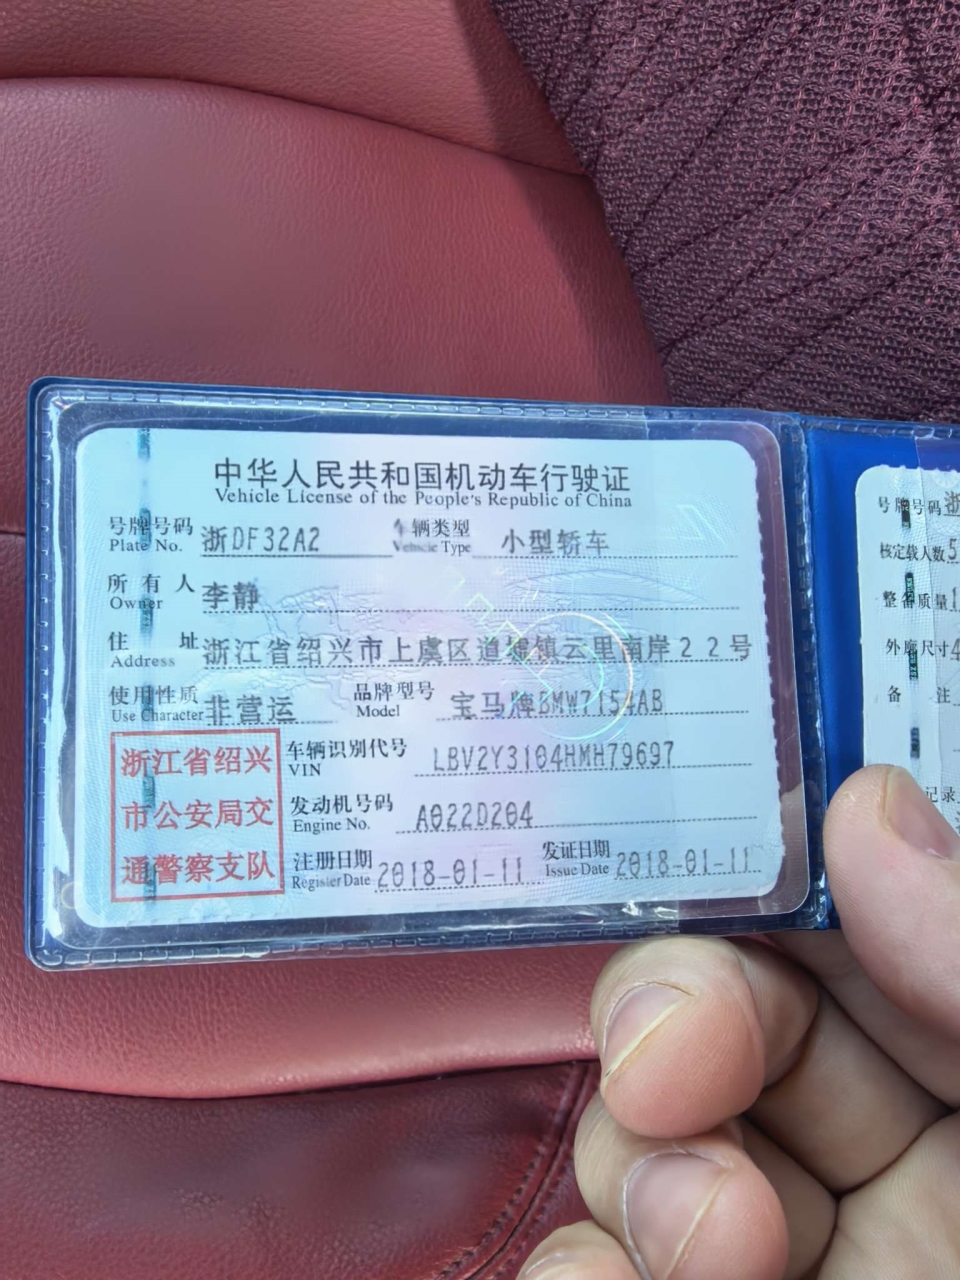 中华人民共和国机动车行驶证
Vehicle License of the People's Republic of China
号牌号码 浙DF32A2 车辆类型 小型轿车
Plate No. Vehicle Type
所有人 李静
Owner
住址 浙江省绍兴市上虞区道墟镇云里南岸22号
Address
使用性质 非营运 品牌型号 宝马牌BMW7154AB
Use Character Model
浙江省绍兴
市公安局交
通警察支队
车辆识别代号 LBV2Y3104HMH79697
VIN
发动机号码 A022D204
Engine No.
注册日期 2018-01-11 发证日期 2018-01-11
Register Date Issue Date
号牌号码 浙
核定载人数 5
整备质量 1
外廓尺寸 4
备注
记录